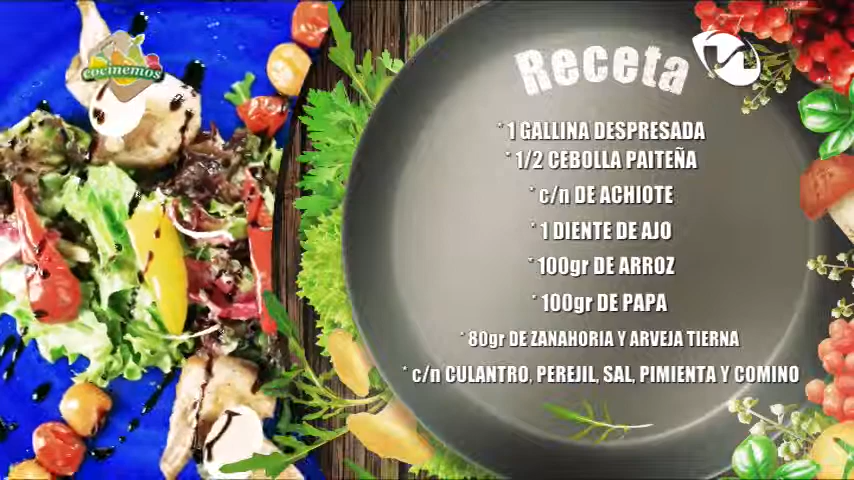 cocinemos
Receta
* 1 GALLINA DESPRESADA
* 1/2 CEBOLLA PAITEÑA
* c/n DE ACHIOTE
* 1 DIENTE DE AJO
* 100gr DE ARROZ
* 100gr DE PAPA
* 80gr DE ZANAHORIA Y ARVEJA TIERNA
* c/n CULANTRO, PEREJIL, SAL, PIMIENTA Y COMINO